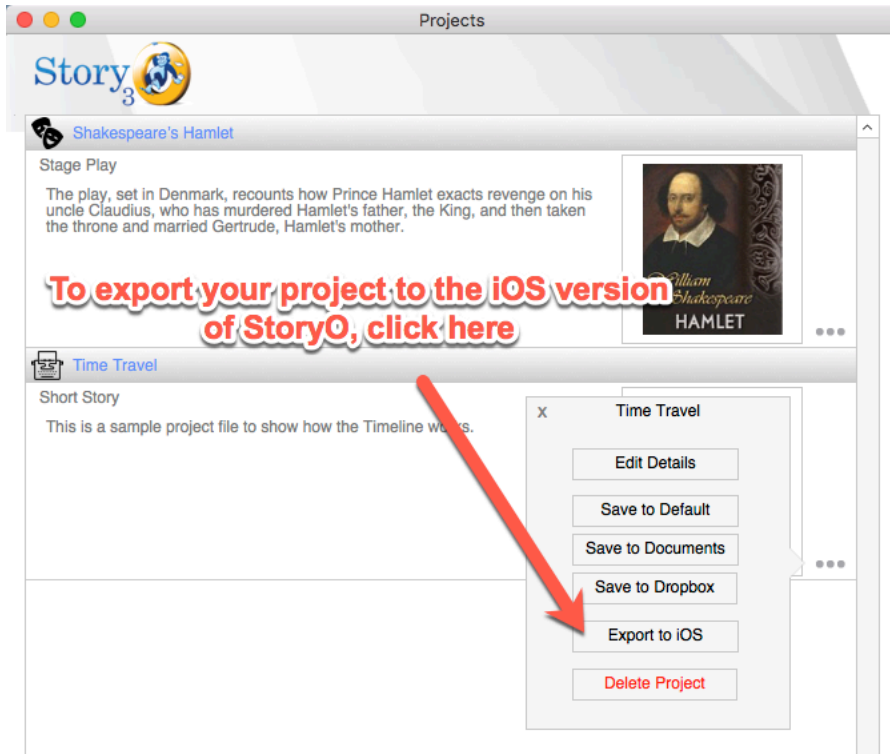 Projects
Story
3
Shakespeare's Hamlet
Stage Play
The play, set in Denmark, recounts how Prince Hamlet exacts revenge on his
uncle Claudius, who has murdered Hamlet's father, the King, and then taken
the throne and married Gertrude, Hamlet's mother.
William
Shakespeare
HAMLET
To export your project to the iOS version
of StoryO, click here
Time Travel
Short Story
This is a sample project file to show how the Timeline works.
X
Time Travel
Edit Details
Save to Default
Save to Documents
Save to Dropbox
Export to iOS
Delete Project